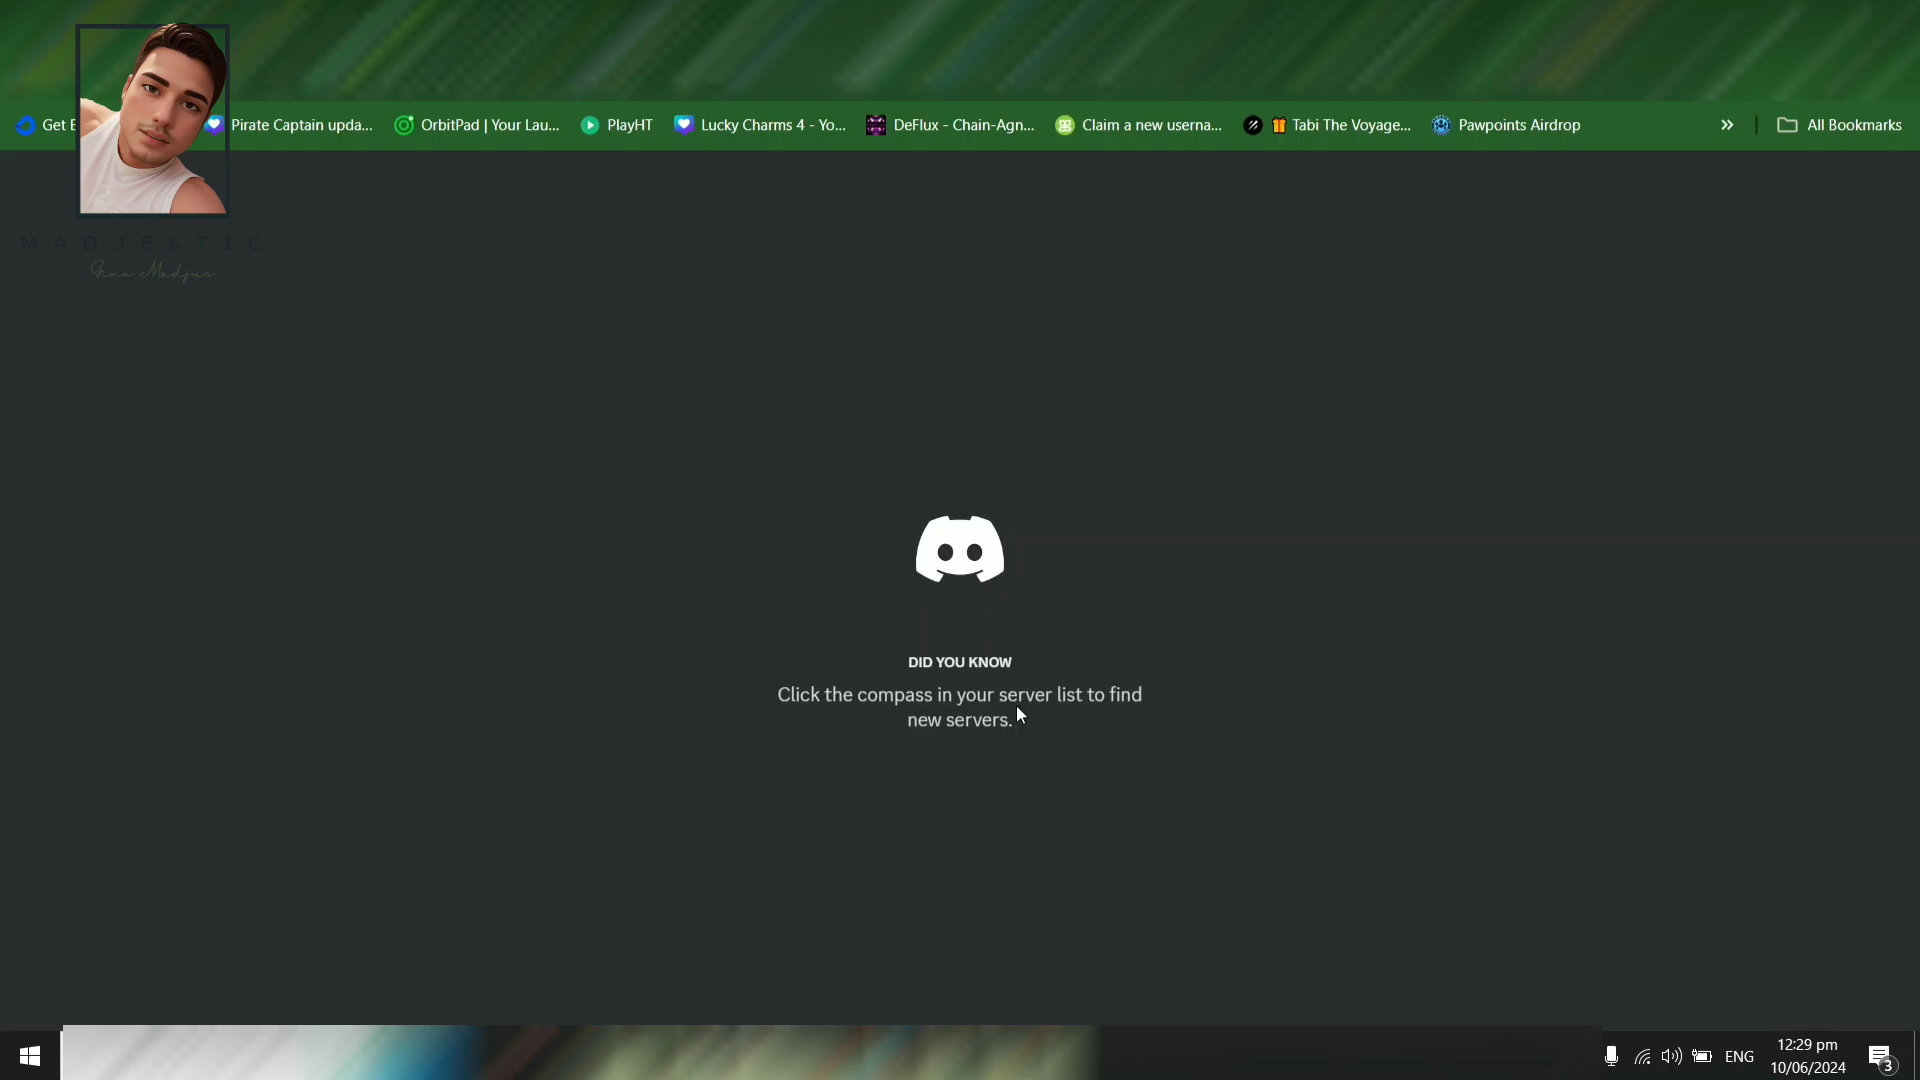 Get
Pirate Captain upda...
OrbitPad | Your Lau...
PlayHT
Lucky Charms 4 - Yo...
DeFlux - Chain-Agn...
Claim a new userna...
Tabi The Voyage...
Pawpoints Airdrop
»
All Bookmarks
MADJESTIC
DID YOU KNOW
Click the compass in your server list to find
new servers.
ENG
12:29 pm
10/06/2024
3